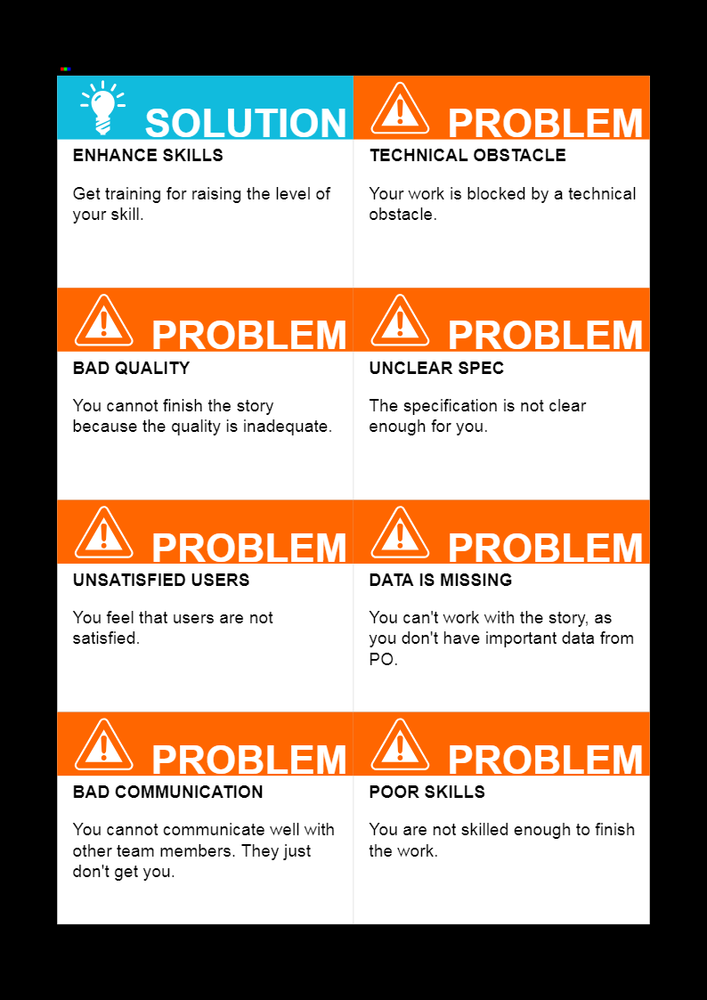 SOLUTION
ENHANCE SKILLS
Get training for raising the level of
your skill.
PROBLEM
TECHNICAL OBSTACLE
Your work is blocked by a technical
obstacle.
PROBLEM
BAD QUALITY
You cannot finish the story
because the quality is inadequate.
PROBLEM
UNCLEAR SPEC
The specification is not clear
enough for you.
PROBLEM
UNSATISFIED USERS
You feel that users are not
satisfied.
PROBLEM
DATA IS MISSING
You can't work with the story, as
you don't have important data from
PO.
PROBLEM
BAD COMMUNICATION
You cannot communicate well with
other team members. They just
don't get you.
PROBLEM
POOR SKILLS
You are not skilled enough to finish
the work.